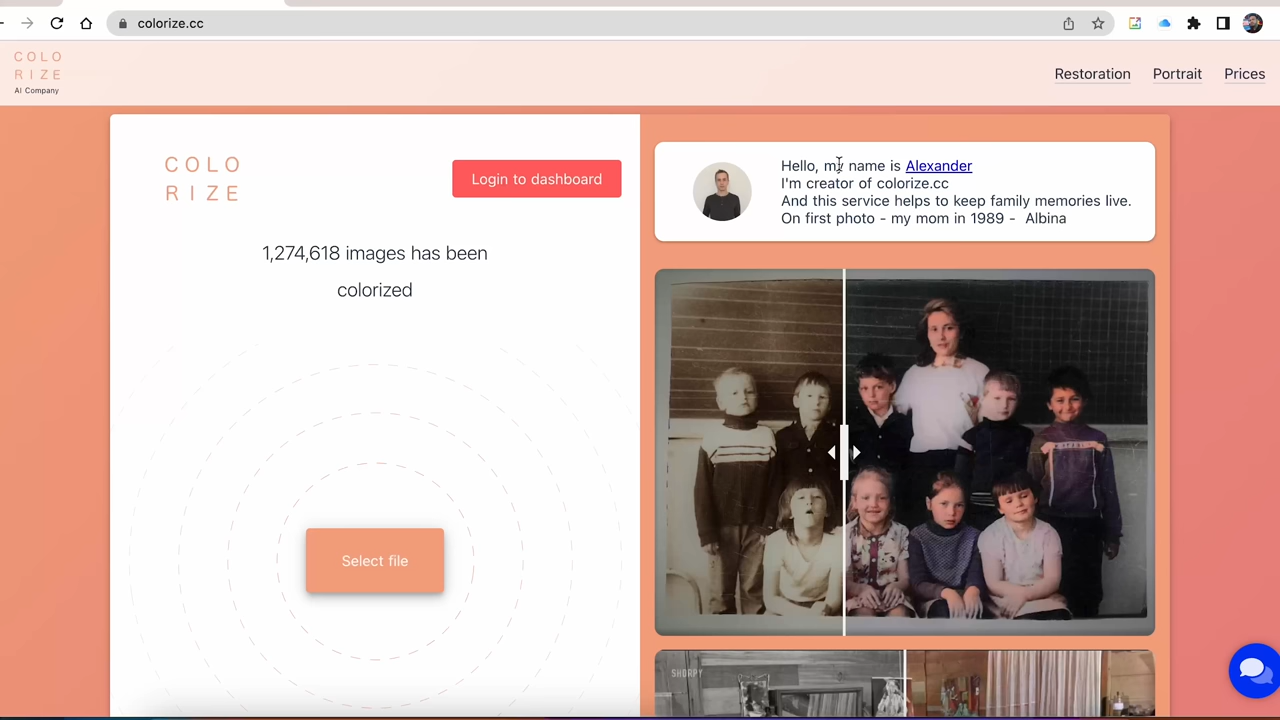 colorize.cc
COLO
RIZE
AI Company
Restoration
Portrait
Prices
COLO
RIZE
Login to dashboard
1,274,618 images has been
colorized
Select file
Hello, my name is Alexander
I'm creator of colorize.cc
And this service helps to keep family memories live.
On first photo - my mom in 1989 - Albina
SHORPY